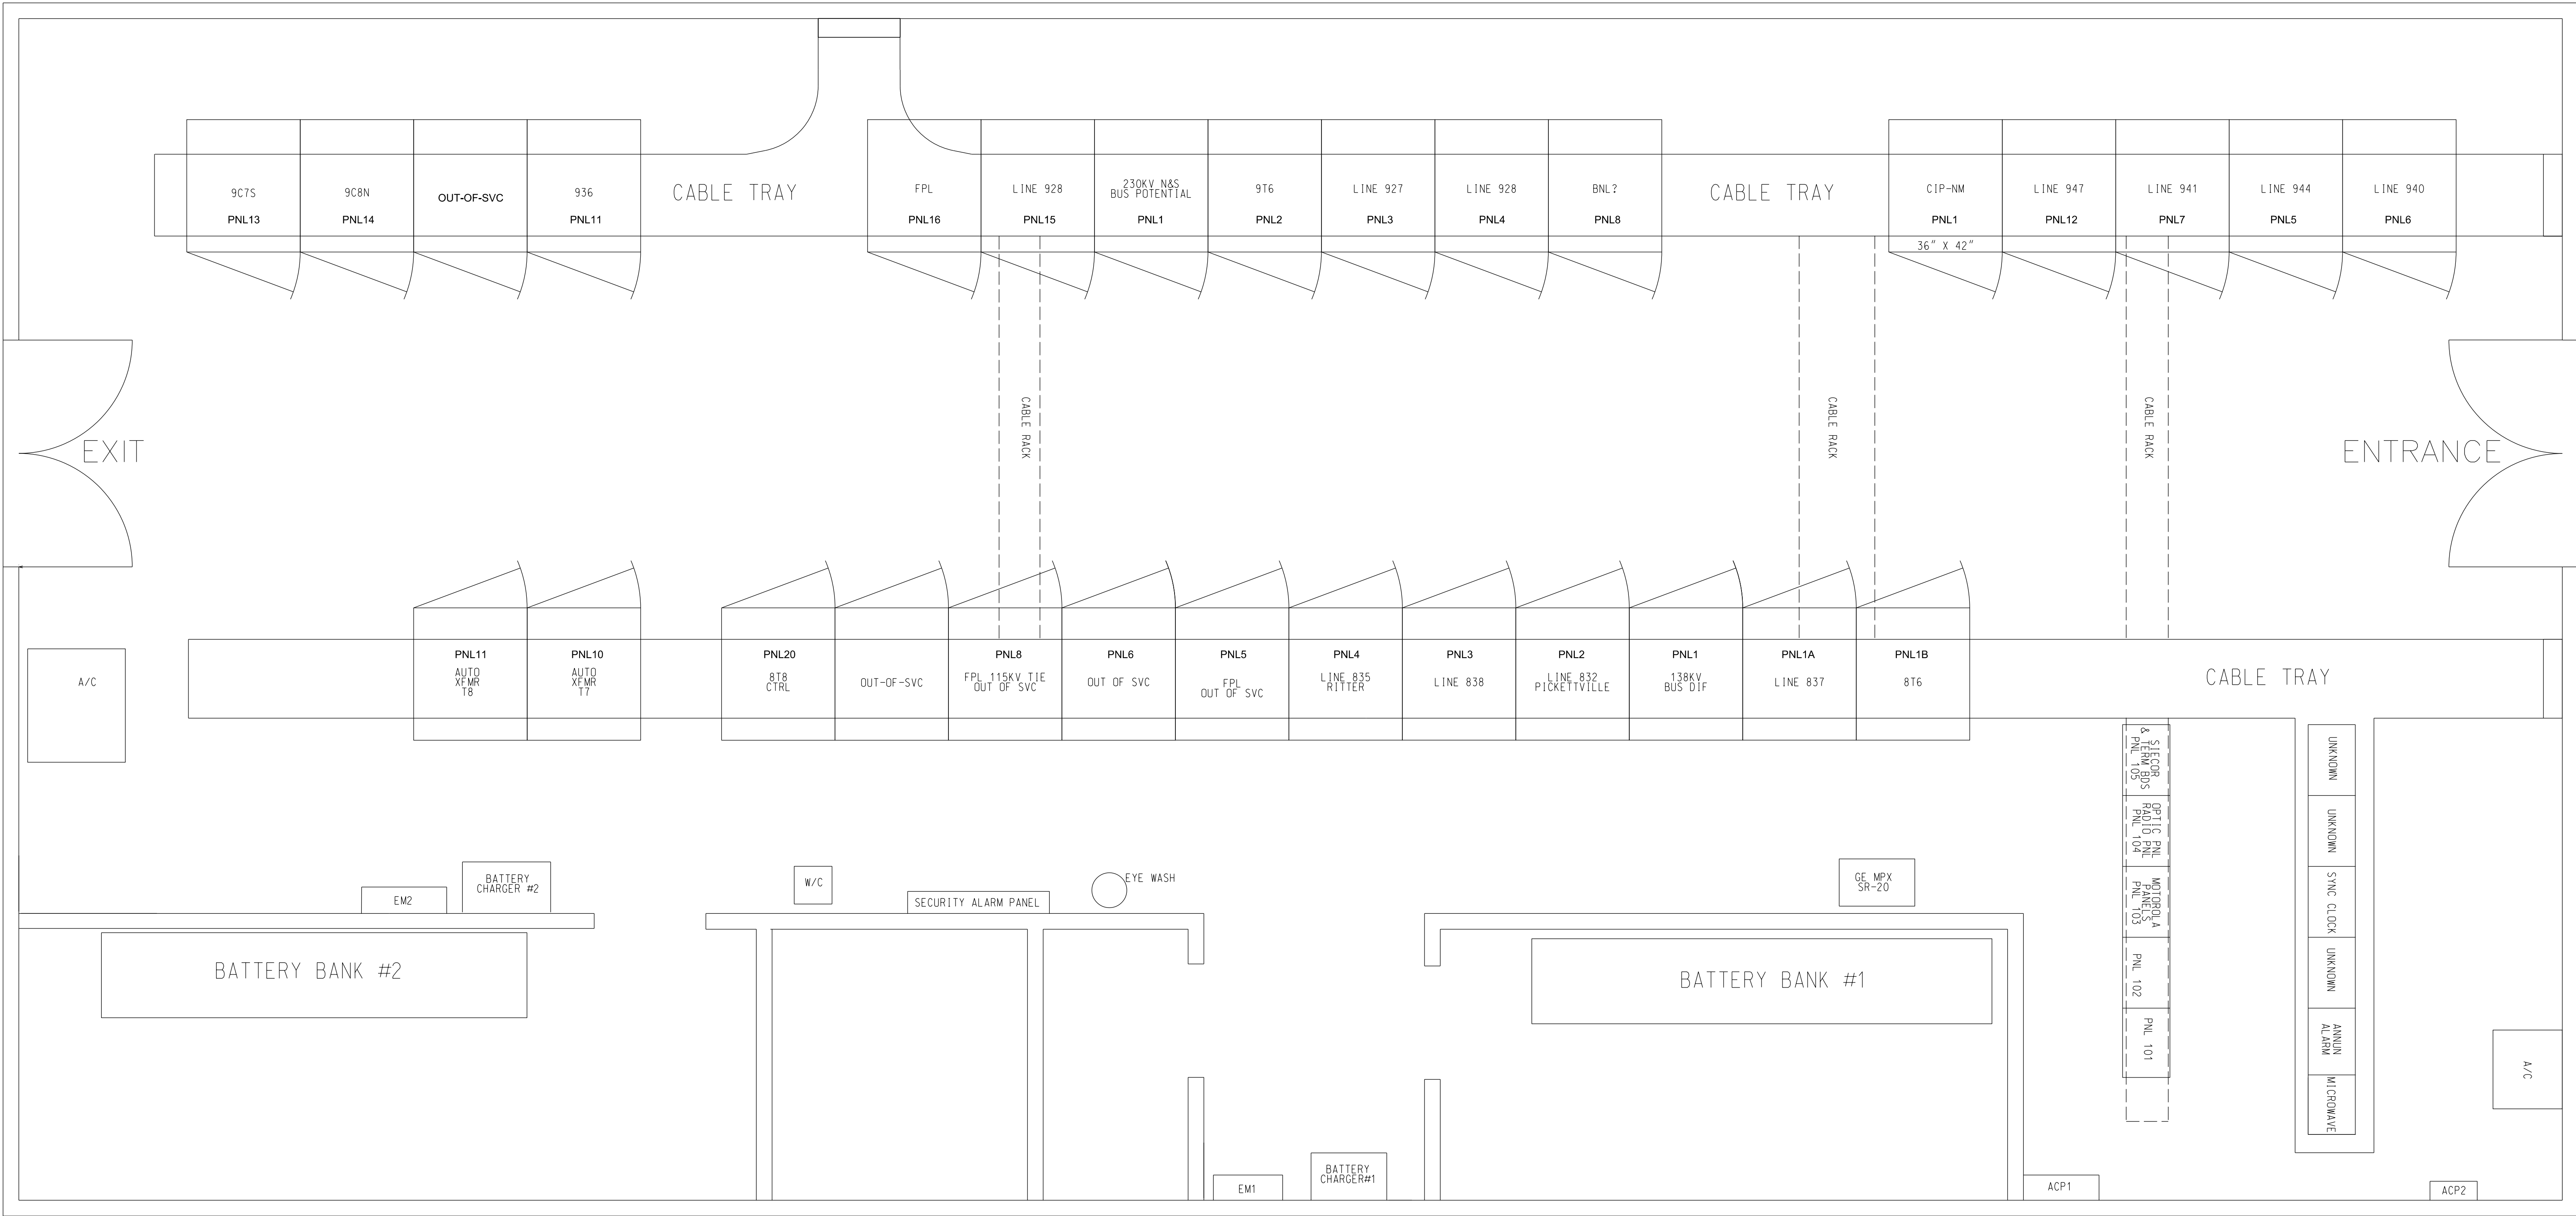 9C7S
PNL13
9C8N
PNL14
OUT-OF-SVC
936
PNL11
CABLE TRAY
FPL
PNL16
LINE 928
PNL15
230KV N&S
BUS POTENTIAL
PNL1
9T6
PNL2
LINE 927
PNL3
LINE 928
PNL4
BNL?
PNL8
CABLE TRAY
CIP-NM
PNL1
36" X 42"
LINE 947
PNL12
LINE 941
PNL7
LINE 944
PNL5
LINE 940
PNL6
EXIT
CABLE RACK
CABLE RACK
CABLE RACK
ENTRANCE
A/C
PNL11
AUTO
XFMR
T8
PNL10
AUTO
XFMR
T7
PNL20
8T8
CTRL
OUT-OF-SVC
PNL8
FPL 115KV TIE
OUT OF SVC
PNL6
OUT OF SVC
PNL5
FPL
OUT OF SVC
PNL4
LINE 835
RITTER
PNL3
LINE 838
PNL2
LINE 832
PICKETTVILLE
PNL1
138KV
BUS DIF
PNL1A
LINE 837
PNL1B
8T6
CABLE TRAY
SIECOR
& TERM BDS
PNL 105
OPTIC PNL
RADIO PNL
PNL 104
MOTOROLA
PANELS
PNL 103
PNL 102
PNL 101
UNKNOWN
UNKNOWN
SYNC CLOCK
UNKNOWN
ANNUN
ALARM
MICROWAVE
EM2
BATTERY
CHARGER #2
W/C
SECURITY ALARM PANEL
EYE WASH
GE MPX
SR-20
BATTERY BANK #2
BATTERY BANK #1
A/C
EM1
BATTERY
CHARGER#1
ACP1
ACP2